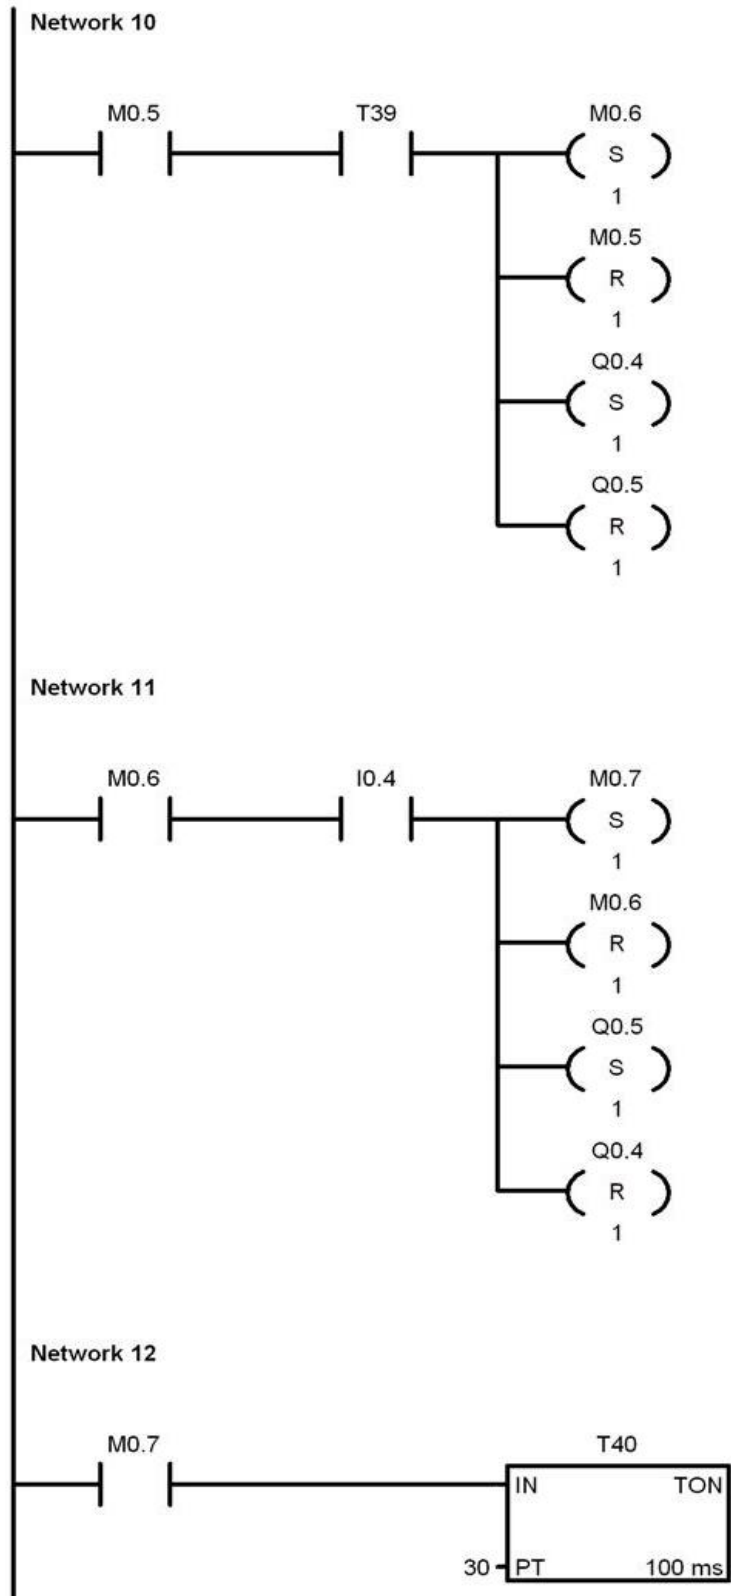 Network 10
M0.5 T39 M0.6
S
1
M0.5
R
1
Q0.4
S
1
Q0.5
R
1
Network 11
M0.6 I0.4 M0.7
S
1
M0.6
R
1
Q0.5
S
1
Q0.4
R
1
Network 12
M0.7 T40
IN TON
30 PT 100 ms